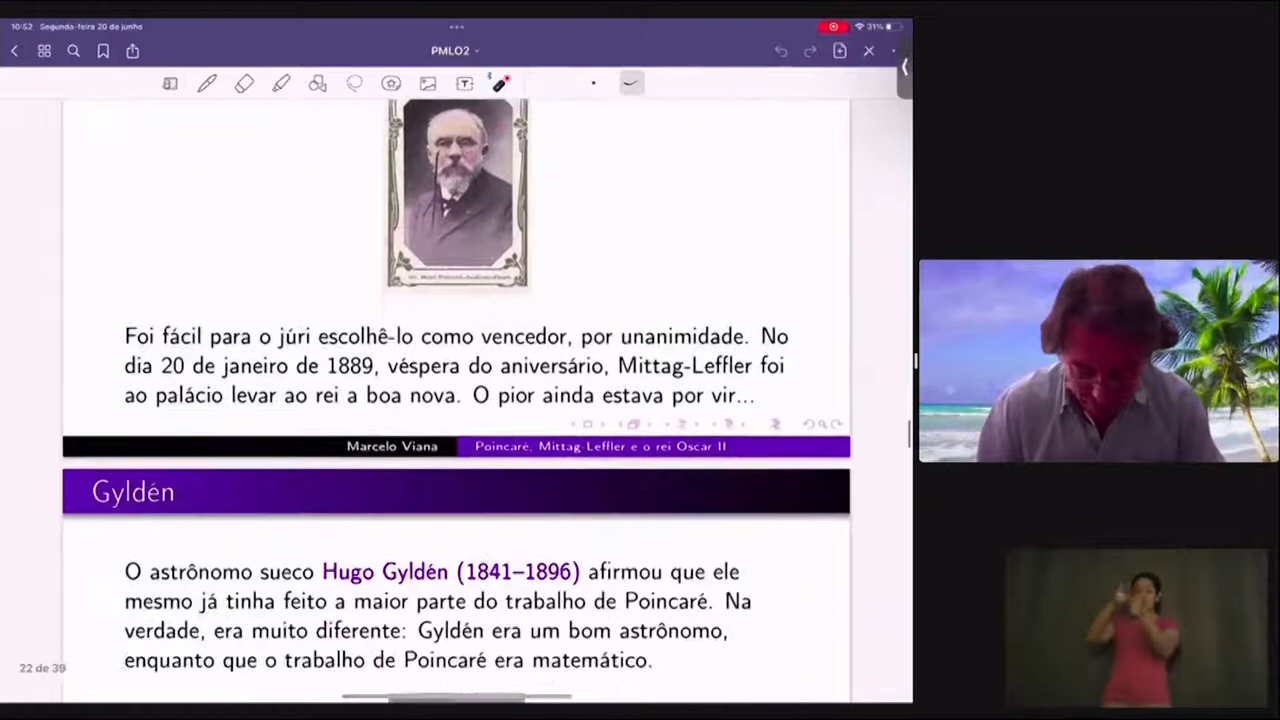 10:52 Segunda-feira 20 de junho
31%
PMLO2
Foi fácil para o júri escolhê-lo como vencedor, por unanimidade. No
dia 20 de janeiro de 1889, véspera do aniversário, Mittag-Leffler foi
ao palácio levar ao rei a boa nova. O pior ainda estava por vir...
Marcelo Viana
Poincaré, Mittag-Leffler e o rei Oscar II
Gyldén
O astrônomo sueco Hugo Gyldén (1841–1896) afirmou que ele
mesmo já tinha feito a maior parte do trabalho de Poincaré. Na
verdade, era muito diferente: Gyldén era um bom astrônomo,
enquanto que o trabalho de Poincaré era matemático.
22 de 39